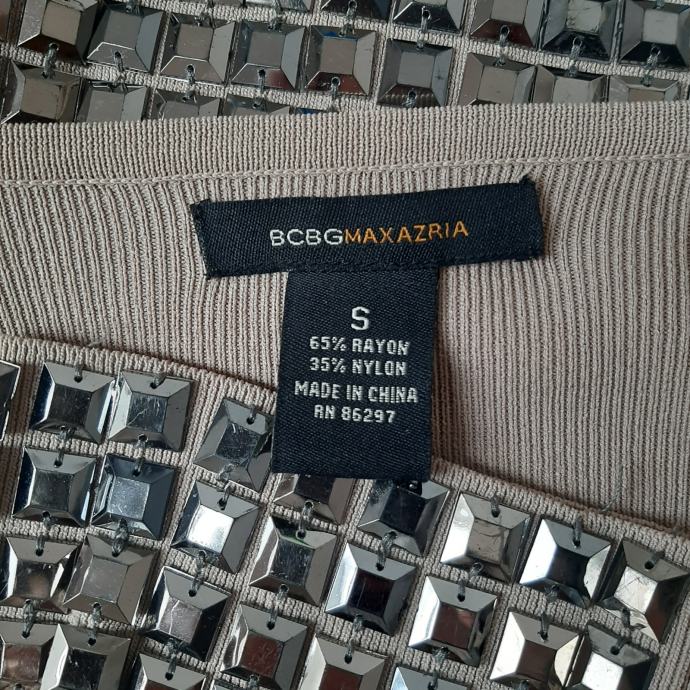 BCBGMAXAZRIA
S
65% RAYON
35% NYLON
MADE IN CHINA
RN 86297